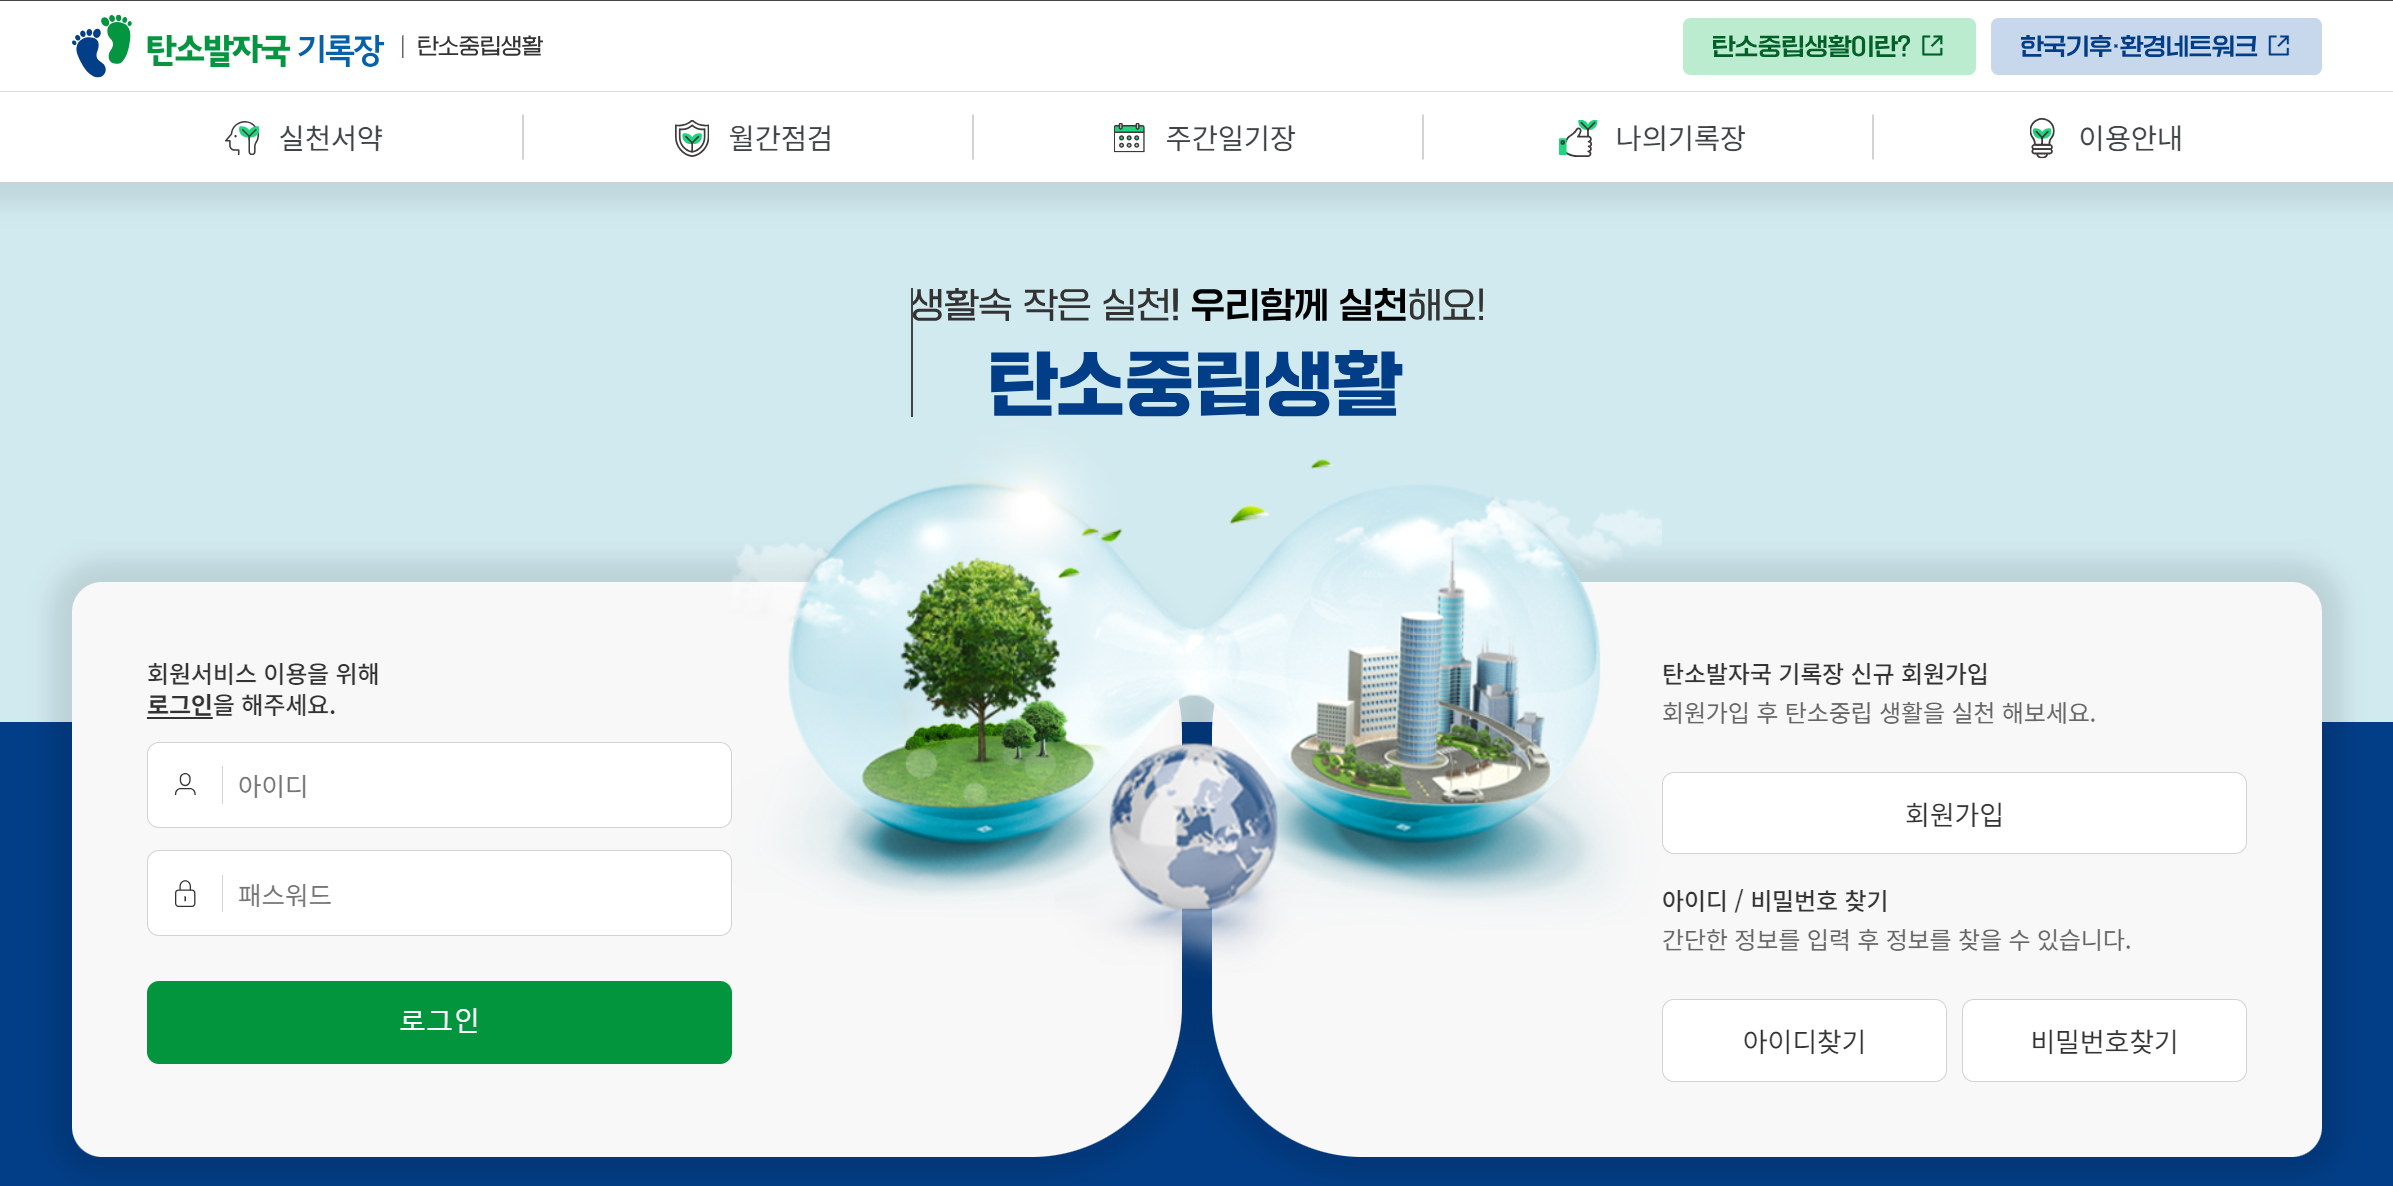 탄소발자국 기록장 | 탄소중립생활
탄소중립생활이란?
한국기후·환경네트워크
실천서약
월간점검
주간일기장
나의기록장
이용안내
생활속 작은 실천! 우리함께 실천해요!
탄소중립생활
회원서비스 이용을 위해
로그인을 해주세요.
아이디
패스워드
로그인
탄소발자국 기록장 신규 회원가입
회원가입 후 탄소중립 생활을 실천 해보세요.
회원가입
아이디 / 비밀번호 찾기
간단한 정보를 입력 후 정보를 찾을 수 있습니다.
아이디찾기
비밀번호찾기